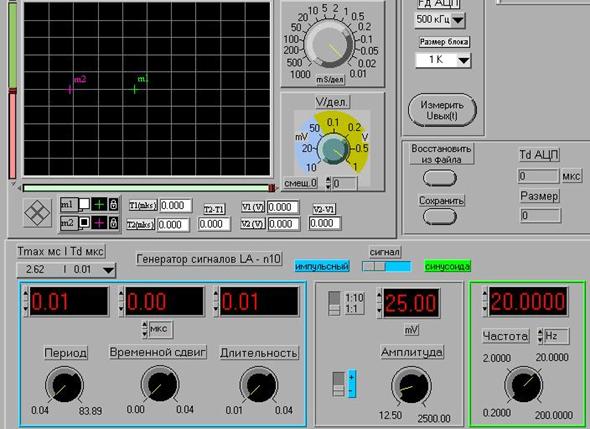 Fд АЦП
500 кГц
Размер блока
1 K
Измерить
Uвых(t)
5 2 1 .5 .2
10 0.1
20 .05
50 0.02
100
500 0.01
1000
mS/дел
m2 m1
V/дел.
0.1
50 0.2
mV V
20 0.5
10 1
смещ.0 0
Восстановить
из файла
Сохранить
Td АЦП
0 мкс
Размер
0
m1 T1(mks) 0.000 T2-T1 V1 (V) 0.000 V2-V1
m2 T2(mks) 0.000 0.000 V2 (V) 0.000 0.000
Tmax мс I Td мкс
2.62 I 0.01
Генератор сигналов LA - n10
импульсный
сигнал
синусоида
0.01 0.00 0.01
мкс
Период Временной сдвиг Длительность
0.04 83.89 0.00 0.04 0.01 0.04
1:10
1:1
25.00
mV
Амплитуда
+
-
12.50 2500.00
20.0000
Частота Hz
2.0000 20.0000
0.2000 200.0000